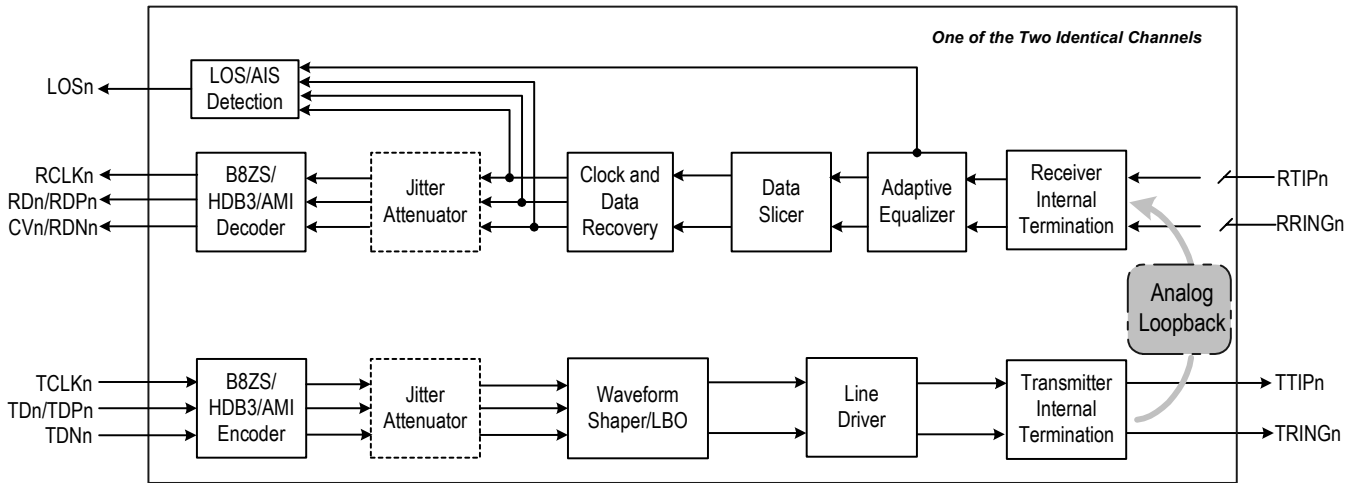 One of the Two Identical Channels
LOSn
LOS/AIS
Detection
RCLKn
RDn/RDPn
CVn/RDNn
B8ZS/
HDB3/AMI
Decoder
Jitter
Attenuator
Clock and
Data
Recovery
Data
Slicer
Adaptive
Equalizer
Receiver
Internal
Termination
RTIPn
RRINGn
Analog
Loopback
TCLKn
TDn/TDPn
TDNn
B8ZS/
HDB3/AMI
Encoder
Jitter
Attenuator
Waveform
Shaper/LBO
Line
Driver
Transmitter
Internal
Termination
TTIPn
TRINGn